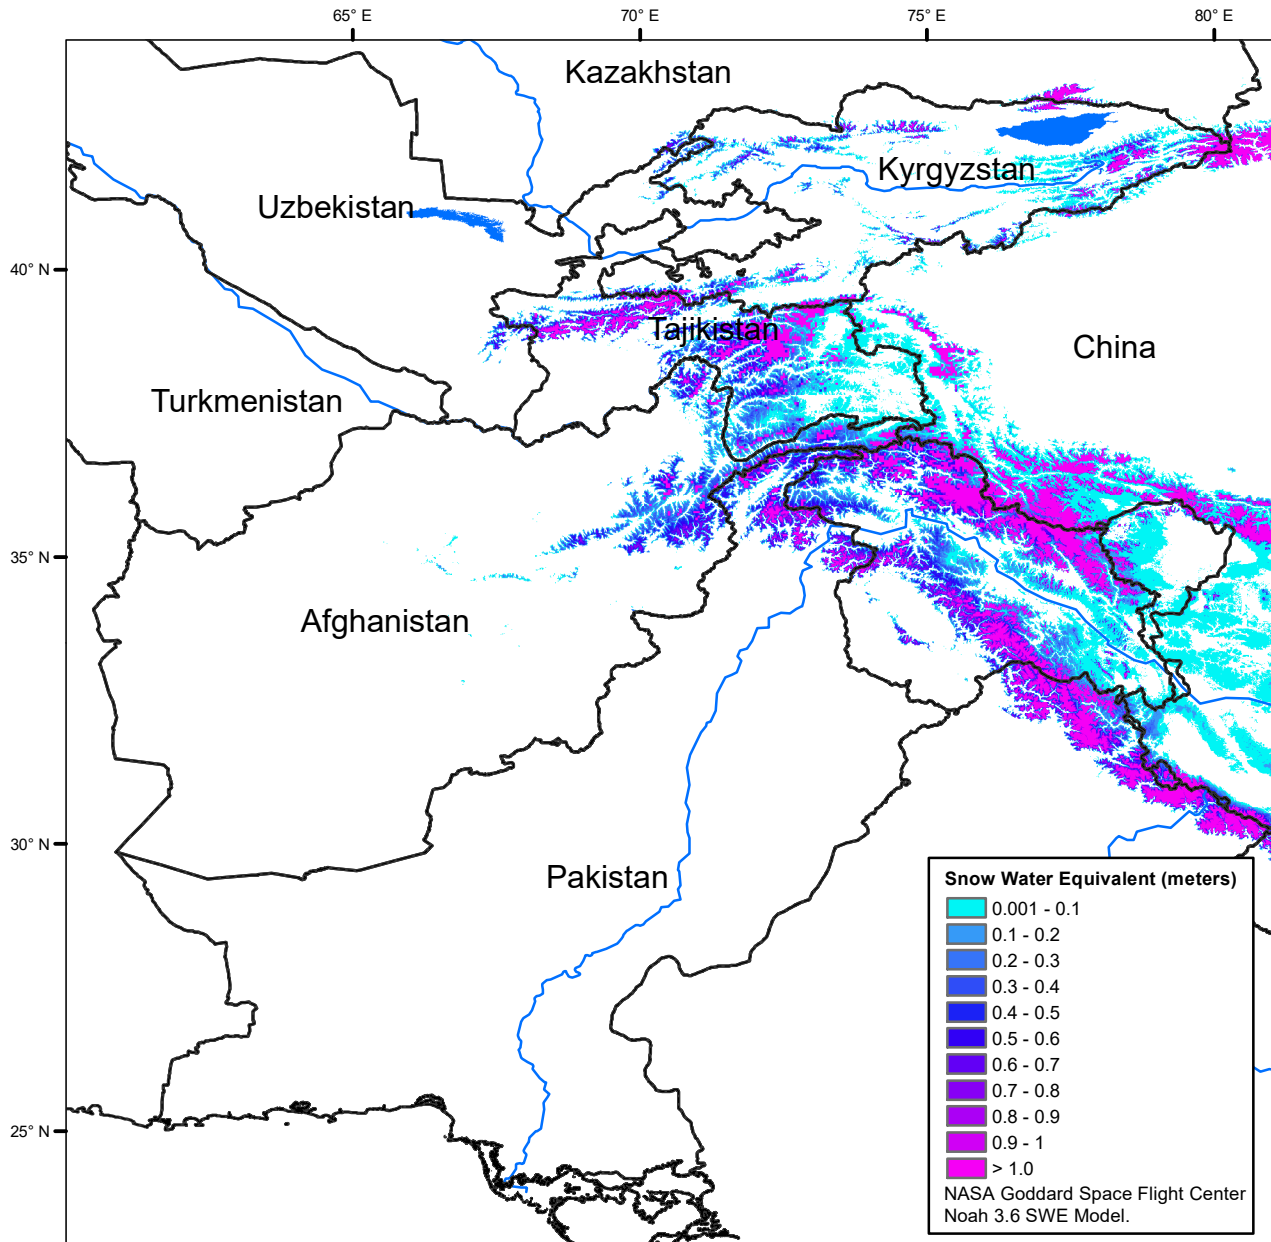 65° E
70° E
75° E
80° E
Kazakhstan
Kyrgyzstan
Uzbekistan
40° N
Tajikistan
China
Turkmenistan
35° N
Afghanistan
30° N
Pakistan
25° N
Snow Water Equivalent (meters)
0.001 - 0.1
0.1 - 0.2
0.2 - 0.3
0.3 - 0.4
0.4 - 0.5
0.5 - 0.6
0.6 - 0.7
0.7 - 0.8
0.8 - 0.9
0.9 - 1
> 1.0
NASA Goddard Space Flight Center
Noah 3.6 SWE Model.